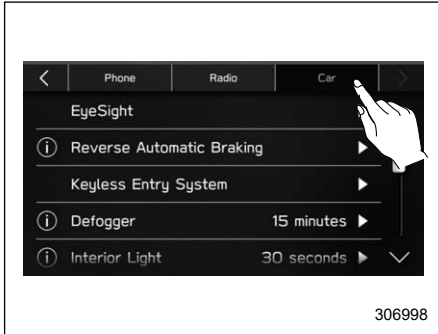 Phone Radio Car
EyeSight
Reverse Automatic Braking
Keyless Entry System
Defogger 15 minutes
Interior Light 30 seconds
306998